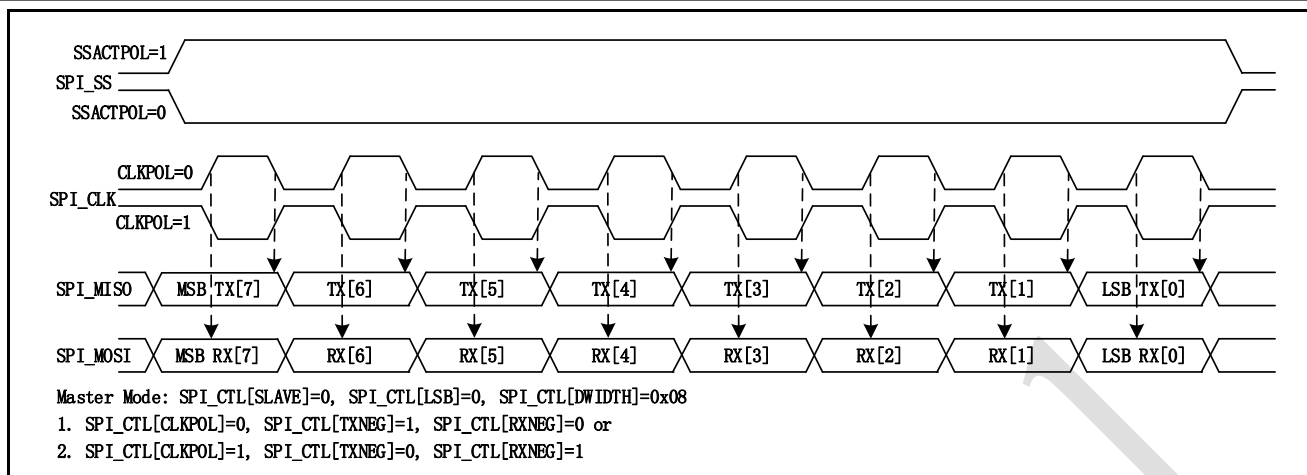 SSACTPOL=1
SPI_SS
SSACTPOL=0
CLKPOL=0
SPI_CLK
CLKPOL=1
SPI_MISO MSB TX[7] TX[6] TX[5] TX[4] TX[3] TX[2] TX[1] LSB TX[0]
SPI_MOSI MSB RX[7] RX[6] RX[5] RX[4] RX[3] RX[2] RX[1] LSB RX[0]
Master Mode: SPI_CTL[SLAVE]=0, SPI_CTL[LSB]=0, SPI_CTL[DWIDTH]=0x08
1. SPI_CTL[CLKPOL]=0, SPI_CTL[TXNEG]=1, SPI_CTL[RXNEG]=0 or
2. SPI_CTL[CLKPOL]=1, SPI_CTL[TXNEG]=0, SPI_CTL[RXNEG]=1